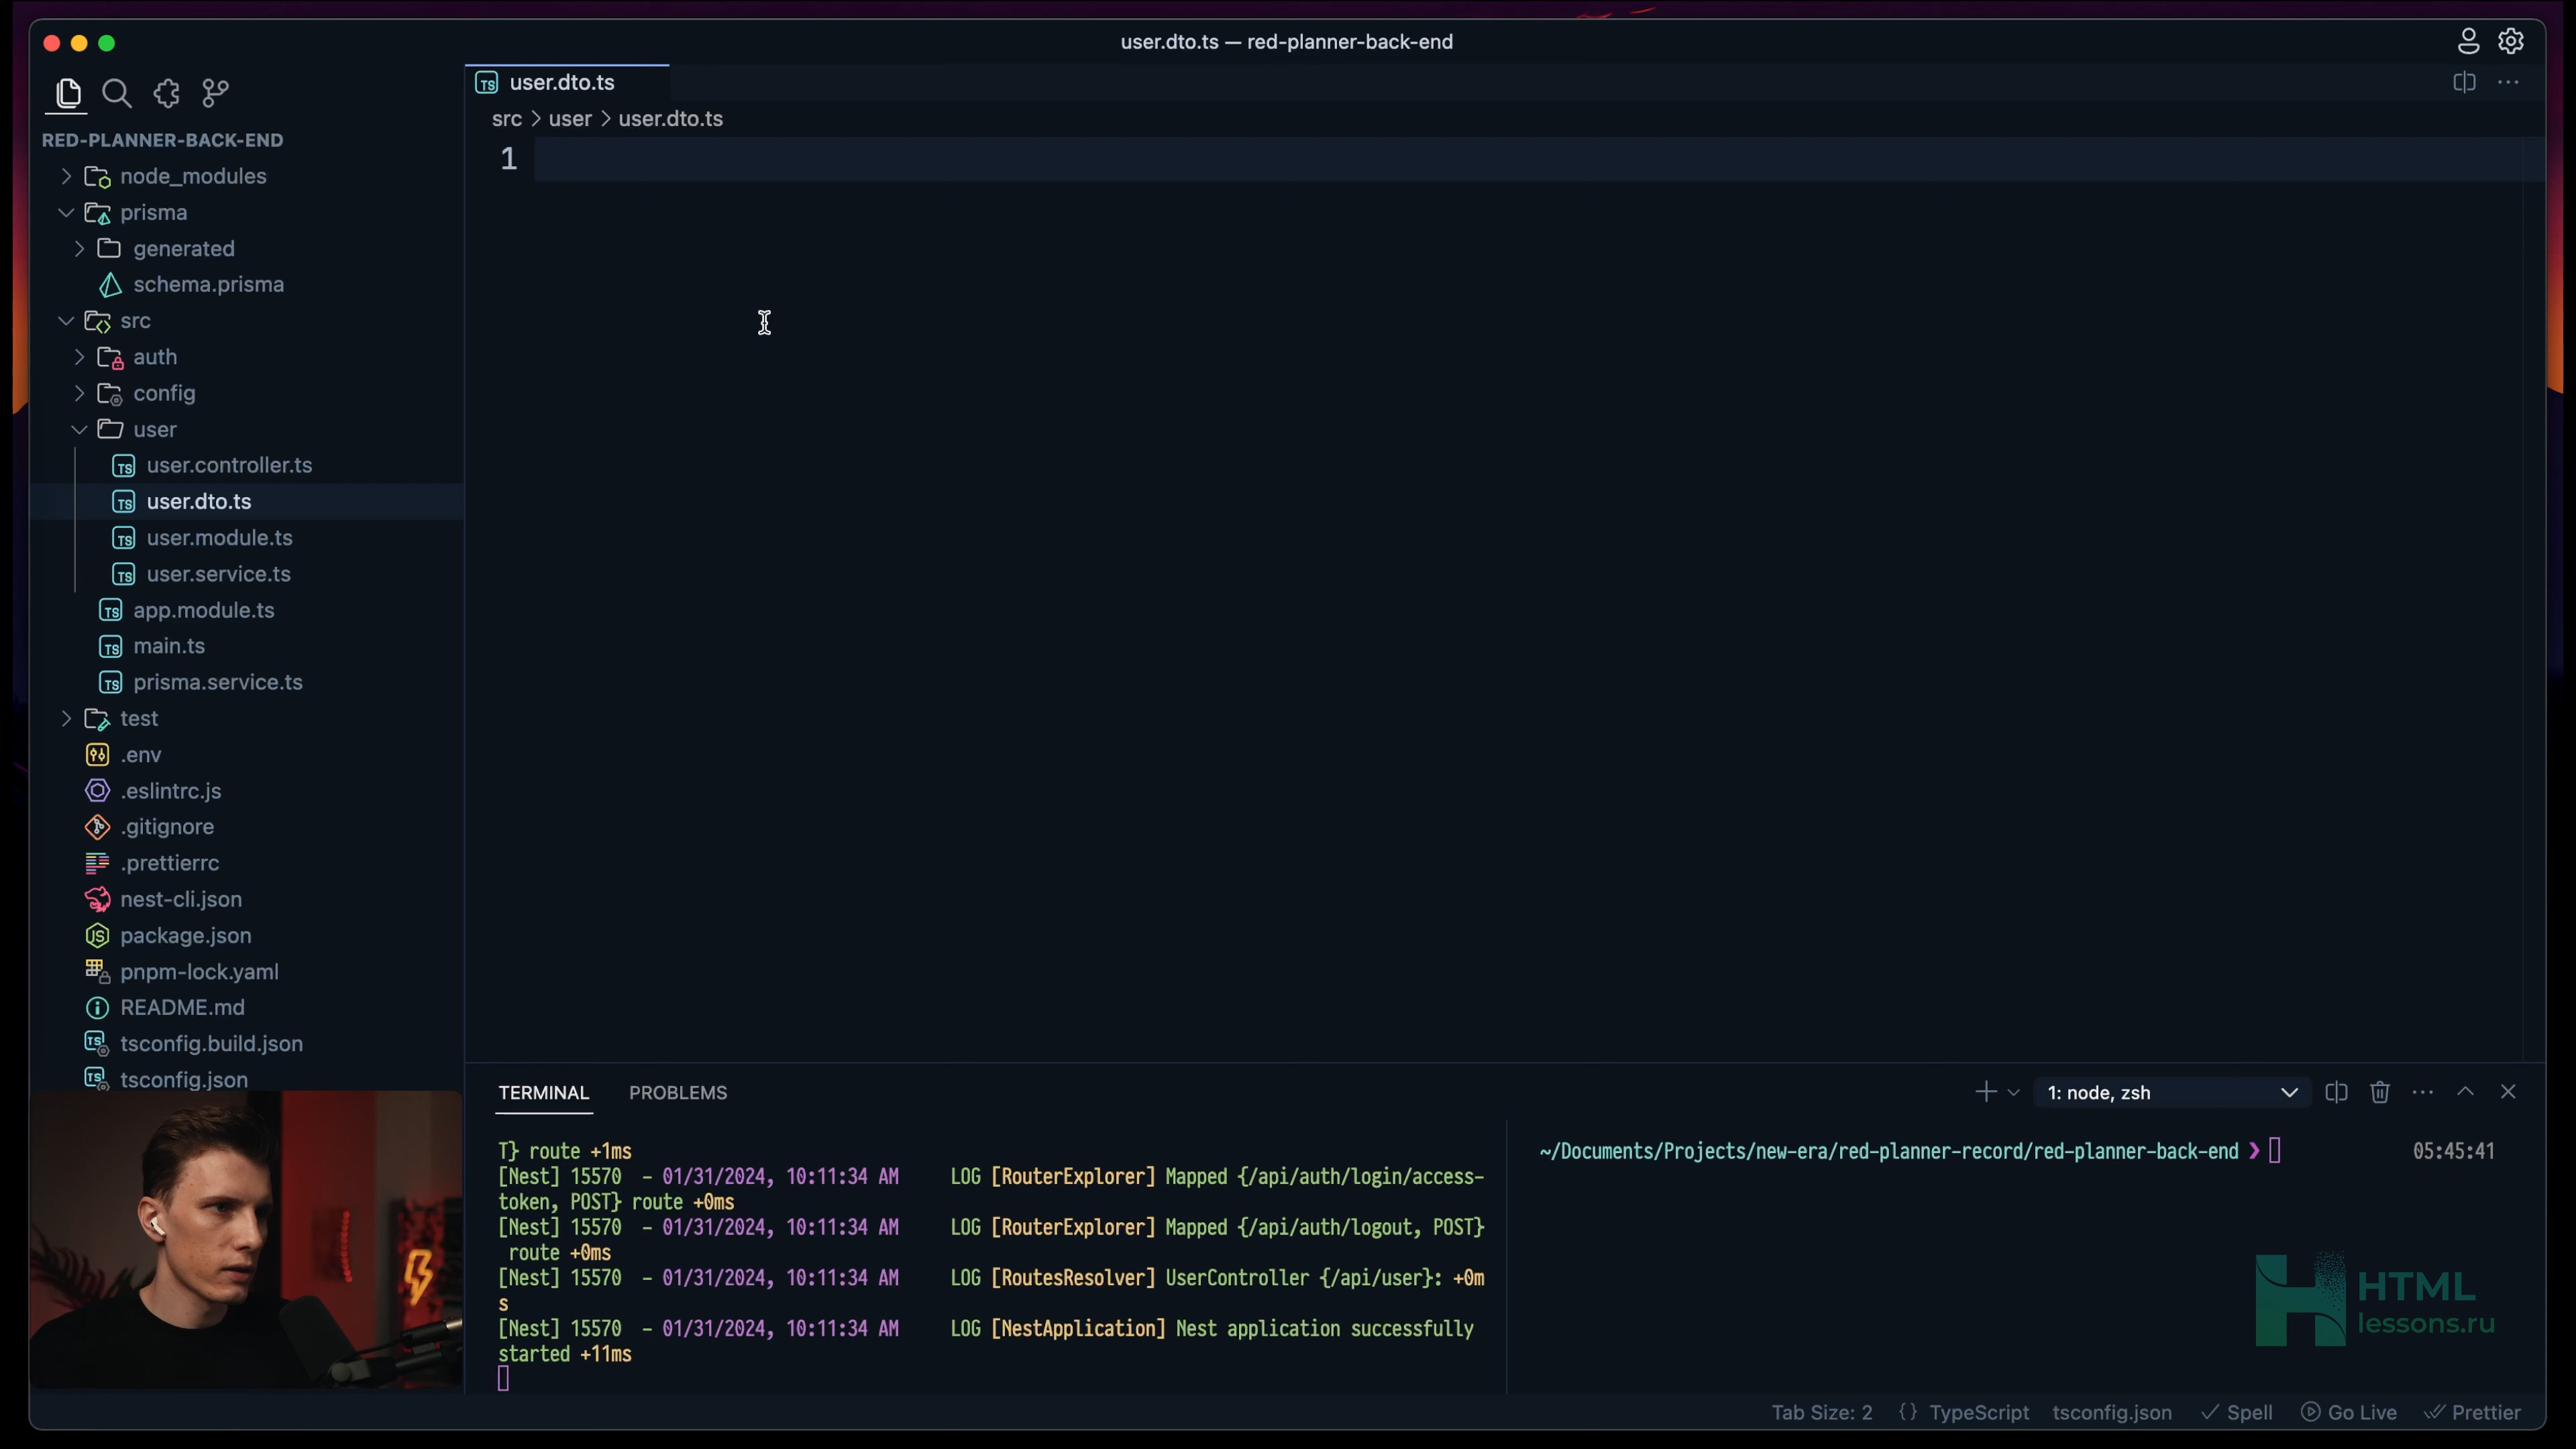 user.dto.ts — red-planner-back-end
RED-PLANNER-BACK-END
node_modules
prisma
generated
schema.prisma
src
auth
config
user
user.controller.ts
user.dto.ts
user.module.ts
user.service.ts
app.module.ts
main.ts
prisma.service.ts
test
.env
.eslintrc.js
.gitignore
.prettierrc
nest-cli.json
package.json
pnpm-lock.yaml
README.md
tsconfig.build.json
tsconfig.json
user.dto.ts
src > user > user.dto.ts
1
TERMINAL PROBLEMS
1: node, zsh
T} route +1ms
[Nest] 15570 - 01/31/2024, 10:11:34 AM LOG [RouterExplorer] Mapped {/api/auth/login/access-
token, POST} route +0ms
[Nest] 15570 - 01/31/2024, 10:11:34 AM LOG [RouterExplorer] Mapped {/api/auth/logout, POST}
route +0ms
[Nest] 15570 - 01/31/2024, 10:11:34 AM LOG [RoutesResolver] UserController {/api/user}: +0m
s
[Nest] 15570 - 01/31/2024, 10:11:34 AM LOG [NestApplication] Nest application successfully
started +11ms
~/Documents/Projects/new-era/red-planner-record/red-planner-back-end ❯ 05:45:41
HTML
lessons.ru
Tab Size: 2 {} TypeScript tsconfig.json ✓ Spell Go Live Prettier